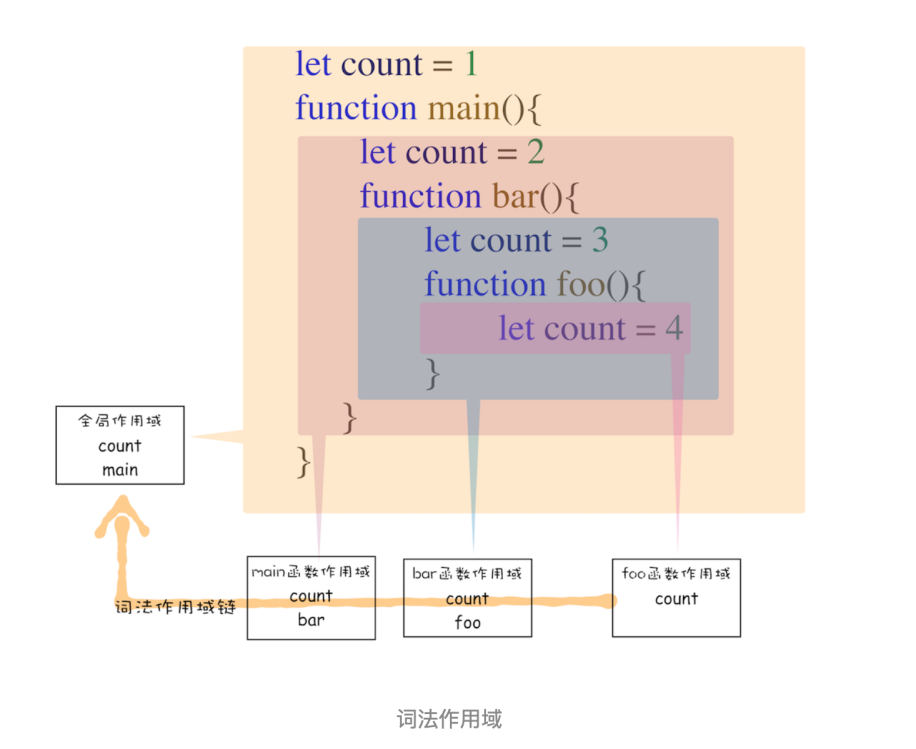 let count = 1
function main(){
let count = 2
function bar(){
let count = 3
function foo(){
let count = 4
}
}
}
全局作用域
count
main
main函数作用域
count
bar
bar函数作用域
count
foo
foo函数作用域
count
词法作用域链
词法作用域